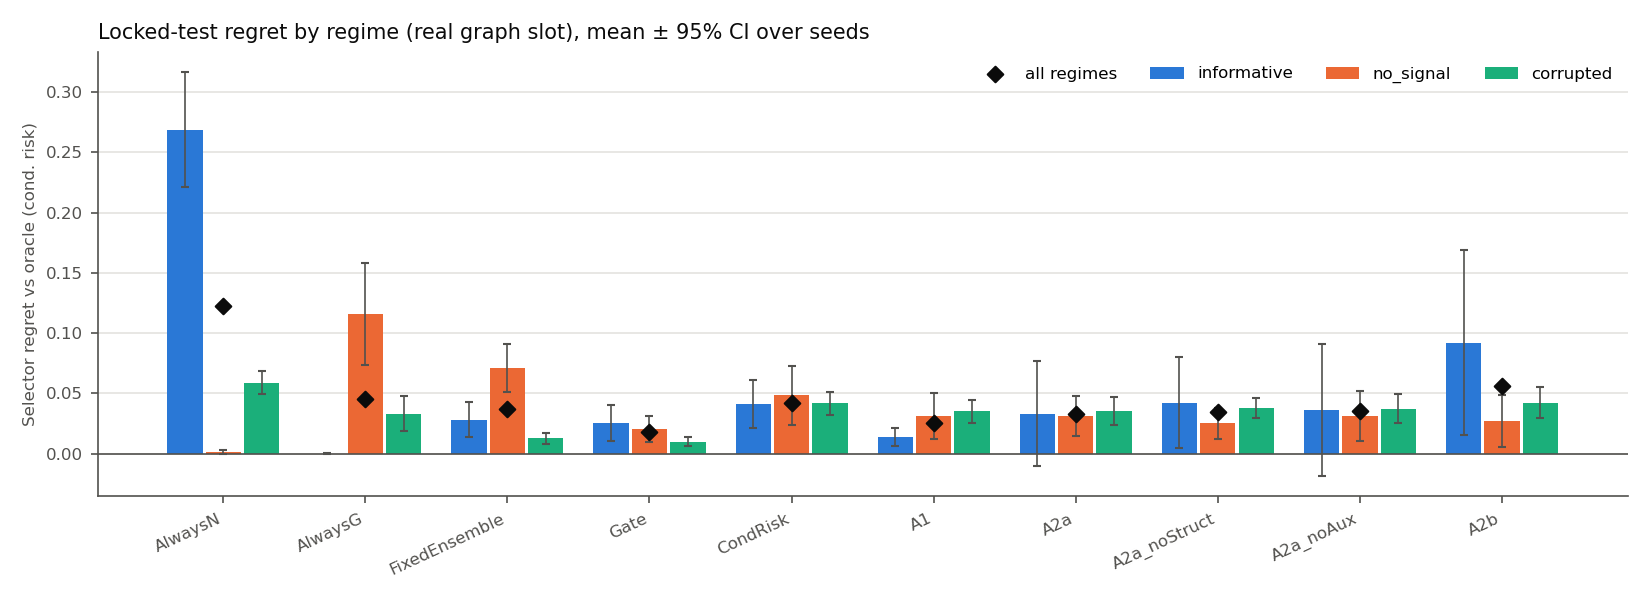 Locked-test regret by regime (real graph slot), mean ± 95% CI over seeds
all regimes
informative
no_signal
corrupted
Selector regret vs oracle (cond. risk)
0.30
0.25
0.20
0.15
0.10
0.05
0.00
AlwaysN
AlwaysG
FixedEnsemble
Gate
CondRisk
A1
A2a
A2a_noStruct
A2a_noAux
A2b